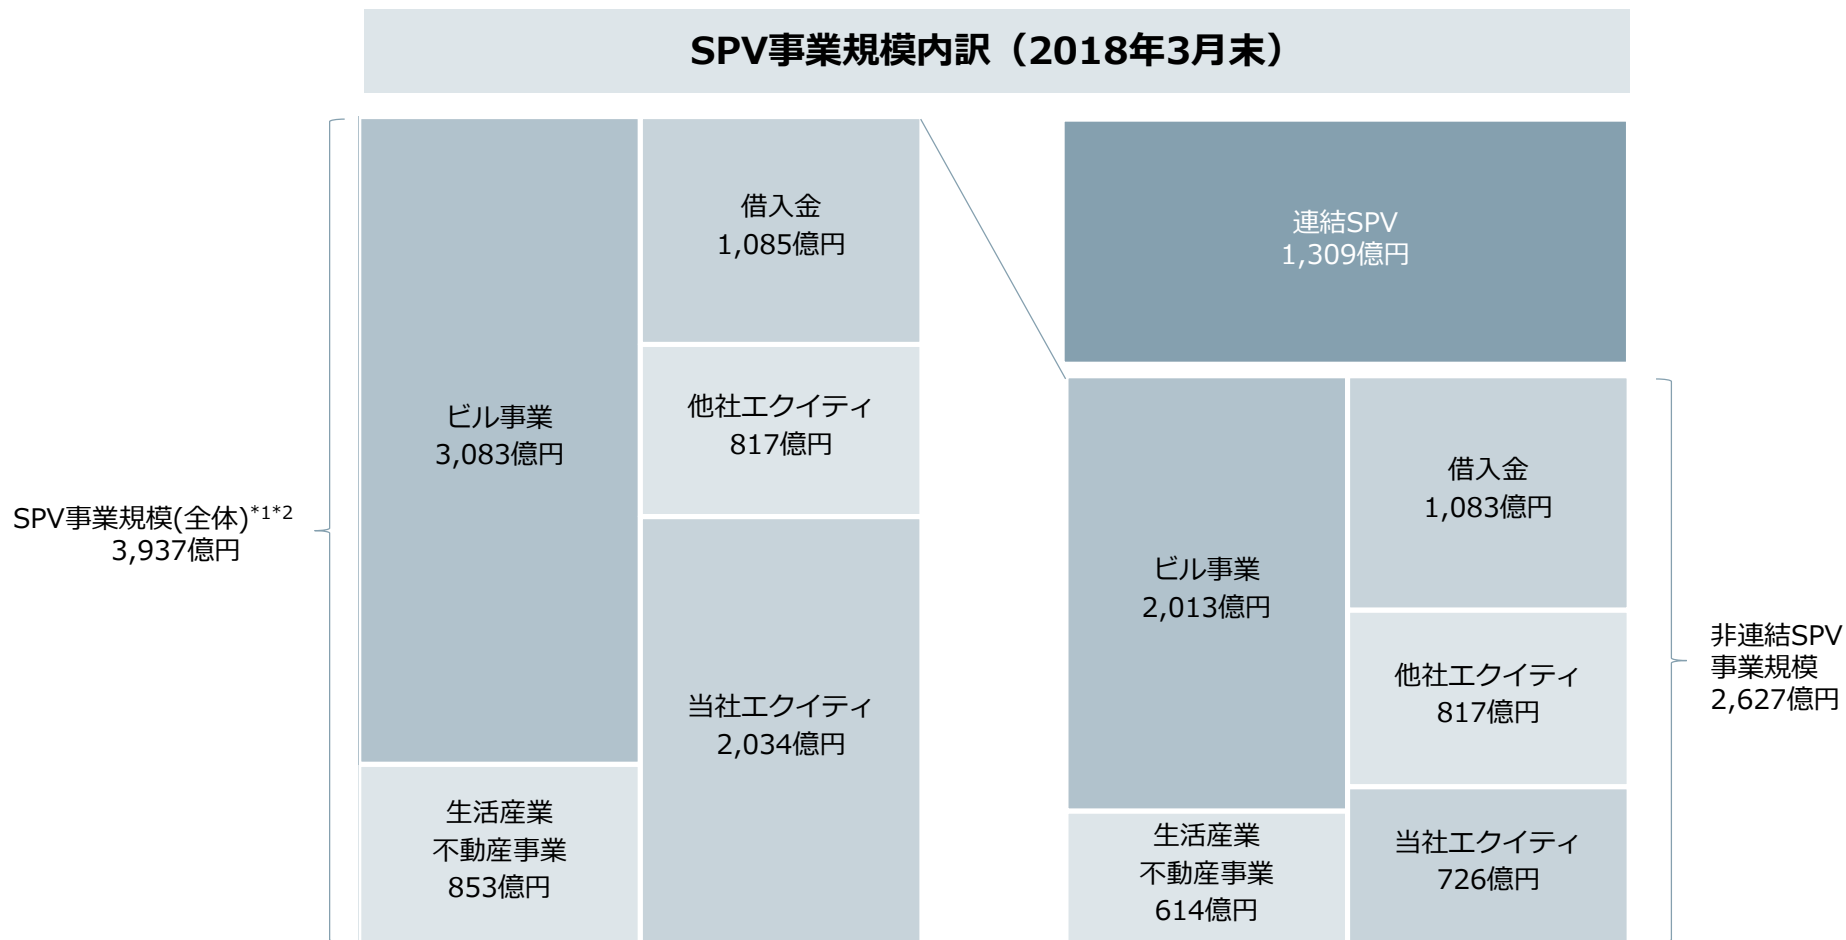 SPV事業規模内訳（2018年3月末）
SPV事業規模(全体)*1*2
3,937億円
ビル事業
3,083億円
生活産業
不動産事業
853億円
借入金
1,085億円
他社エクイティ
817億円
当社エクイティ
2,034億円
連結SPV
1,309億円
ビル事業
2,013億円
生活産業
不動産事業
614億円
借入金
1,083億円
他社エクイティ
817億円
当社エクイティ
726億円
非連結SPV
事業規模
2,627億円